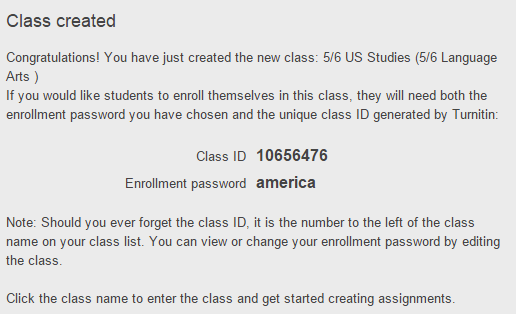 Class created
Congratulations! You have just created the new class: 5/6 US Studies (5/6 Language
Arts )
If you would like students to enroll themselves in this class, they will need both the
enrollment password you have chosen and the unique class ID generated by Turnitin:
Class ID 10656476
Enrollment password america
Note: Should you ever forget the class ID, it is the number to the left of the class
name on your class list. You can view or change your enrollment password by editing
the class.
Click the class name to enter the class and get started creating assignments.